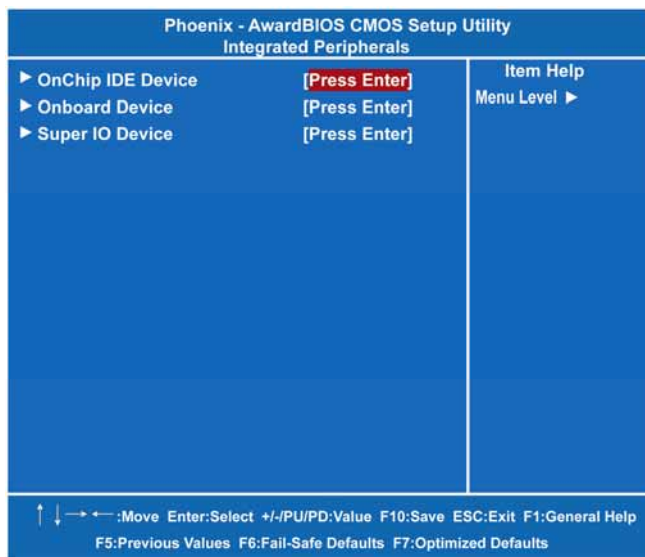 Phoenix - AwardBIOS CMOS Setup Utility
Integrated Peripherals
► OnChip IDE Device [Press Enter]
► Onboard Device [Press Enter]
► Super IO Device [Press Enter]
Item Help
Menu Level ►
↑ ↓ → ← :Move Enter:Select +/-/PU/PD:Value F10:Save ESC:Exit F1:General Help
F5:Previous Values F6:Fail-Safe Defaults F7:Optimized Defaults